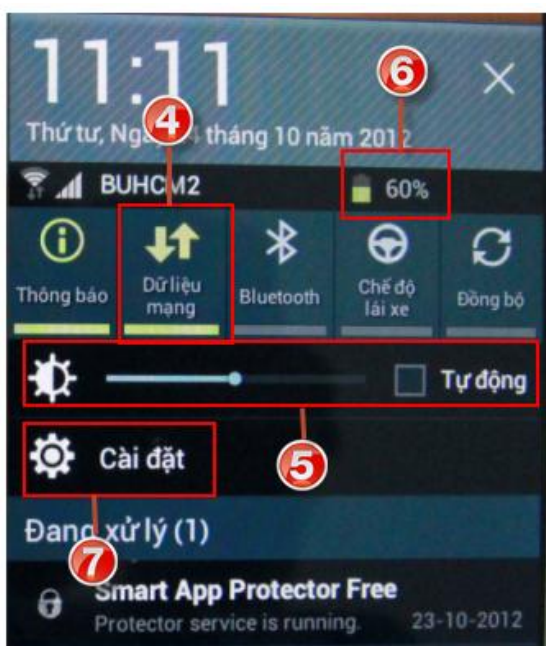 11:11
6
4
Thứ tư, Ngà 4 tháng 10 năm 2012
BUHCM2
60%
Thông báo
Dữ liệu
mạng
Bluetooth
Chế độ
lái xe
Đồng bộ
Tự động
5
Cài đặt
Đang xử lý (1)
7
Smart App Protector Free
Protector service is running.
23-10-2012